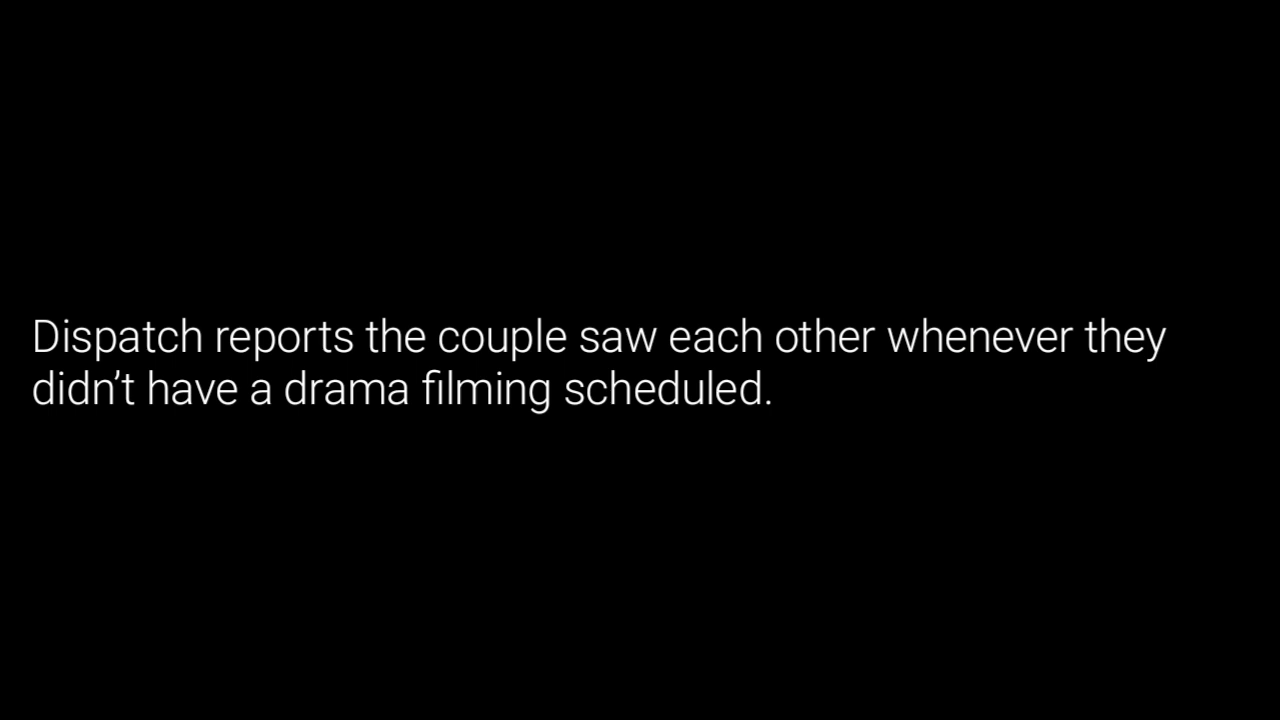 Dispatch reports the couple saw each other whenever they
didn’t have a drama filming scheduled.